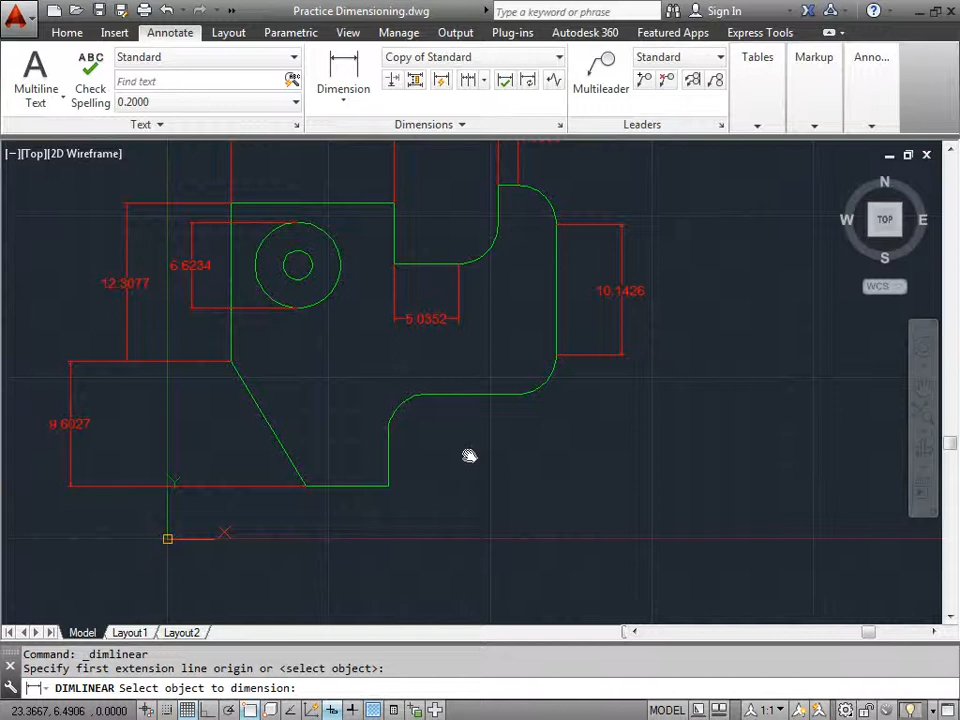 Practice Dimensioning.dwg
Type a keyword or phrase
Sign In
Home Insert Annotate Layout Parametric View Manage Output Plug-ins Autodesk 360 Featured Apps Express Tools
Multiline Text
ABC
Check Spelling
Standard
Find text
0.2000
Text
Dimension
Copy of Standard
Dimensions
Multileader
Standard
Leaders
Tables
Markup
Anno...
[−][Top][2D Wireframe]
N
W TOP E
S
WCS
6.6234
12.3077
10.1426
5.0352
9.6027
Y
X
Model Layout1 Layout2
Command: _dimlinear
Specify first extension line origin or <select object>:
DIMLINEAR Select object to dimension:
23.3667, 6.4906, 0.0000
MODEL
1:1